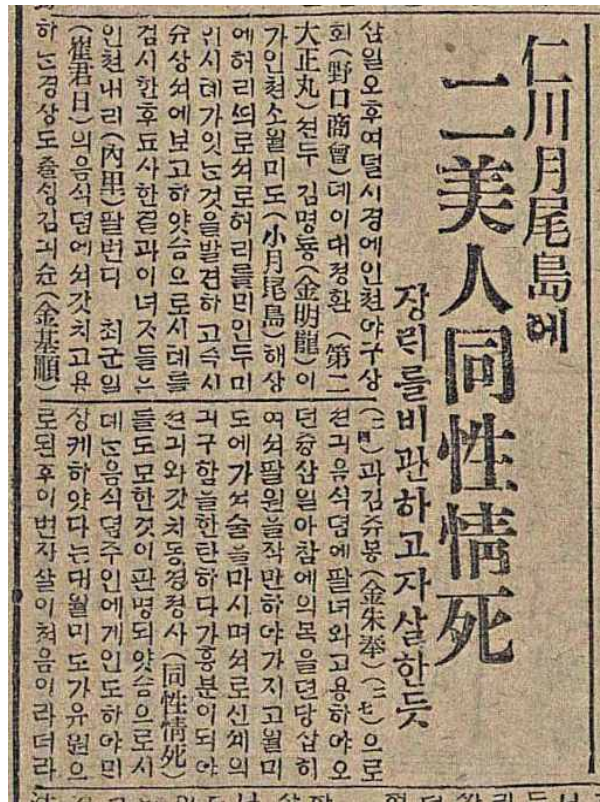 仁川月尾島에
二美人同性情死
장릭를비관하고자살한듯
삼일오후여덜시경에인천야구상
회(野口商會)뎨이대정환(第二
大正丸)선두 김명룡(金明龍)이
가인천소월미도(小月尾島)해상
에허리띄로서로허리를미인두미
위시톄가잇는것을발견하고즉시
슈상서에보고하얏슴으로시톄를
검시한후됴사한결과이녀자들은
인천내리(內里)팔번디 최군일
(崔君日)의음식뎜에서갓치고용
하는경상도출싱김긔순(金基順)
(二四)과김쥬봉(金朱奉)(二七)으로
전긔음식뎜에팔녀와고용하야오
던중삼일아참에의목을뎐당삽히
여서팔원을작만하야가지고월미
도에가서술을마시며서로신세의
긔구함을한탄하다가흥분이되야
전긔와갓치동경정사(同性情死)
를도모한것이판명되얏슴으로시
톄는음식뎜주인에게인도하야미
상케하얏다는대월미도가유원으
로된후이번자살이처음이라더라